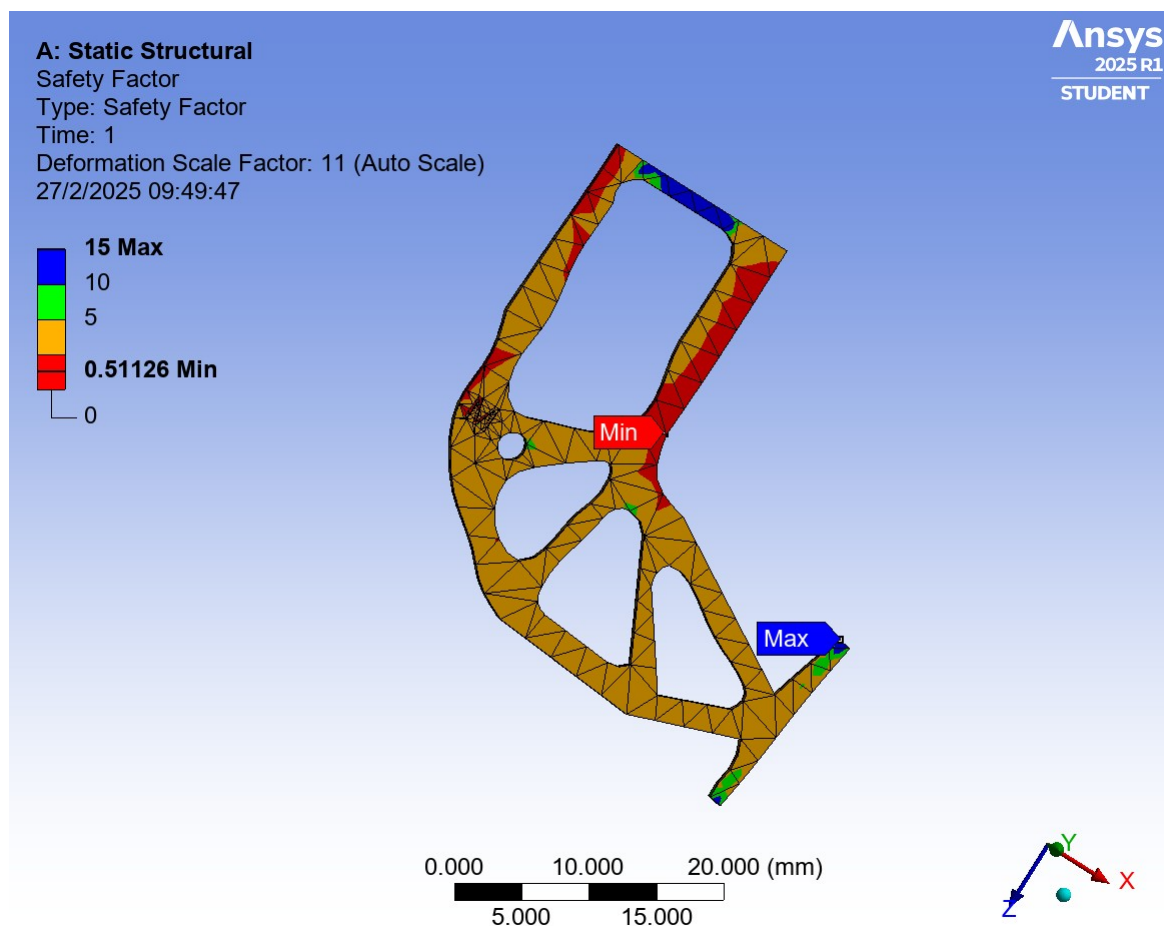 A: Static Structural
Safety Factor
Type: Safety Factor
Time: 1
Deformation Scale Factor: 11 (Auto Scale)
27/2/2025 09:49:47
15 Max
10
5
0.51126 Min
0
Ansys
2025 R1
STUDENT
Min
Max
0.000 10.000 20.000 (mm)
5.000 15.000
Y
X
Z